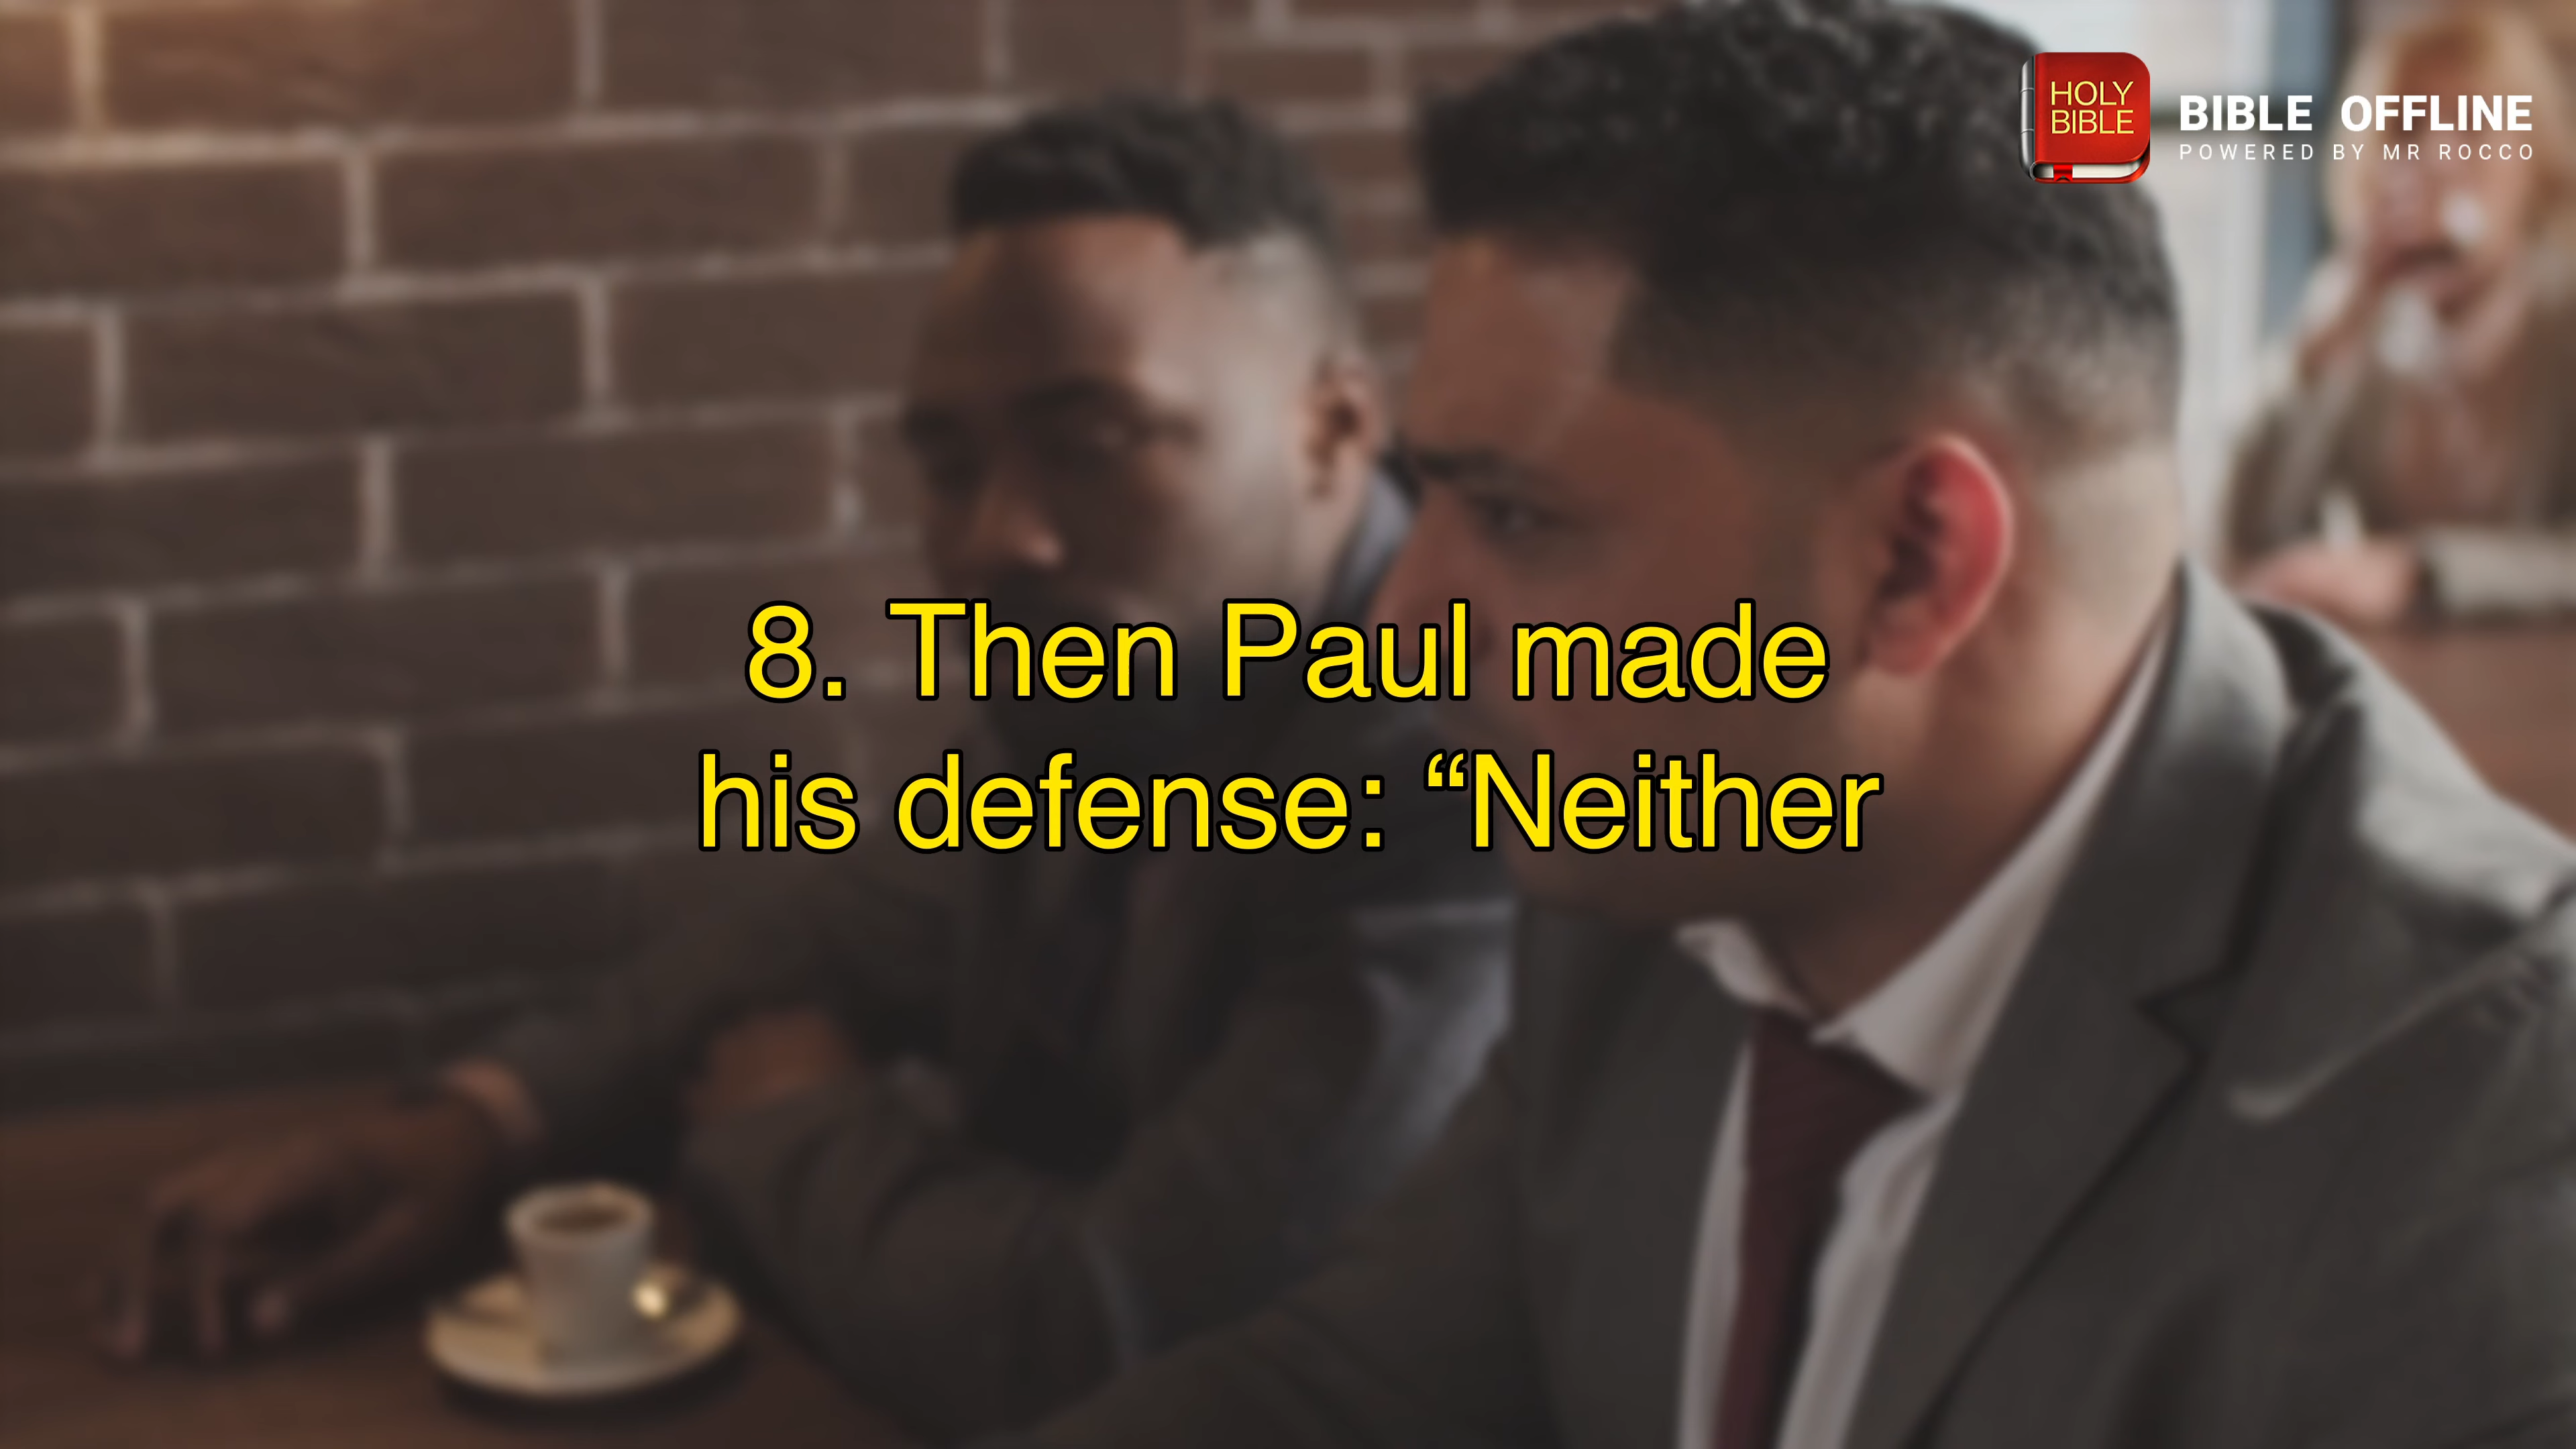 HOLY
BIBLE
BIBLE OFFLINE
POWERED BY MR ROCCO
8. Then Paul made
his defense: “Neither